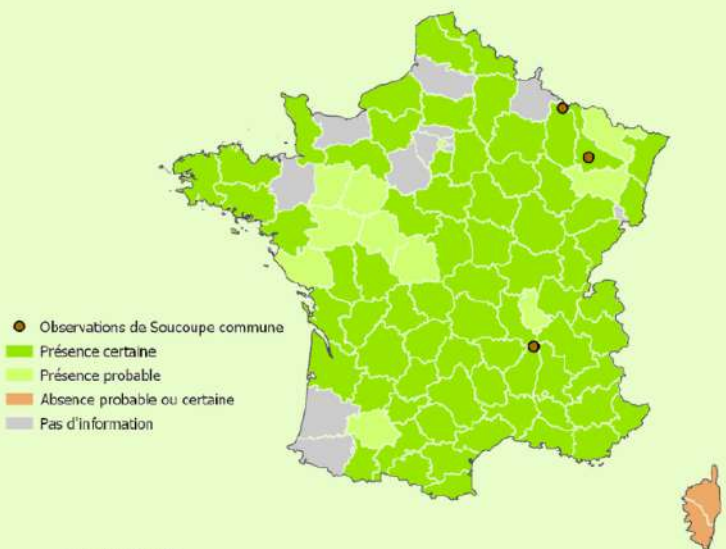 Observations de Soucoupe commune
Présence certaine
Présence probable
Absence probable ou certaine
Pas d'information